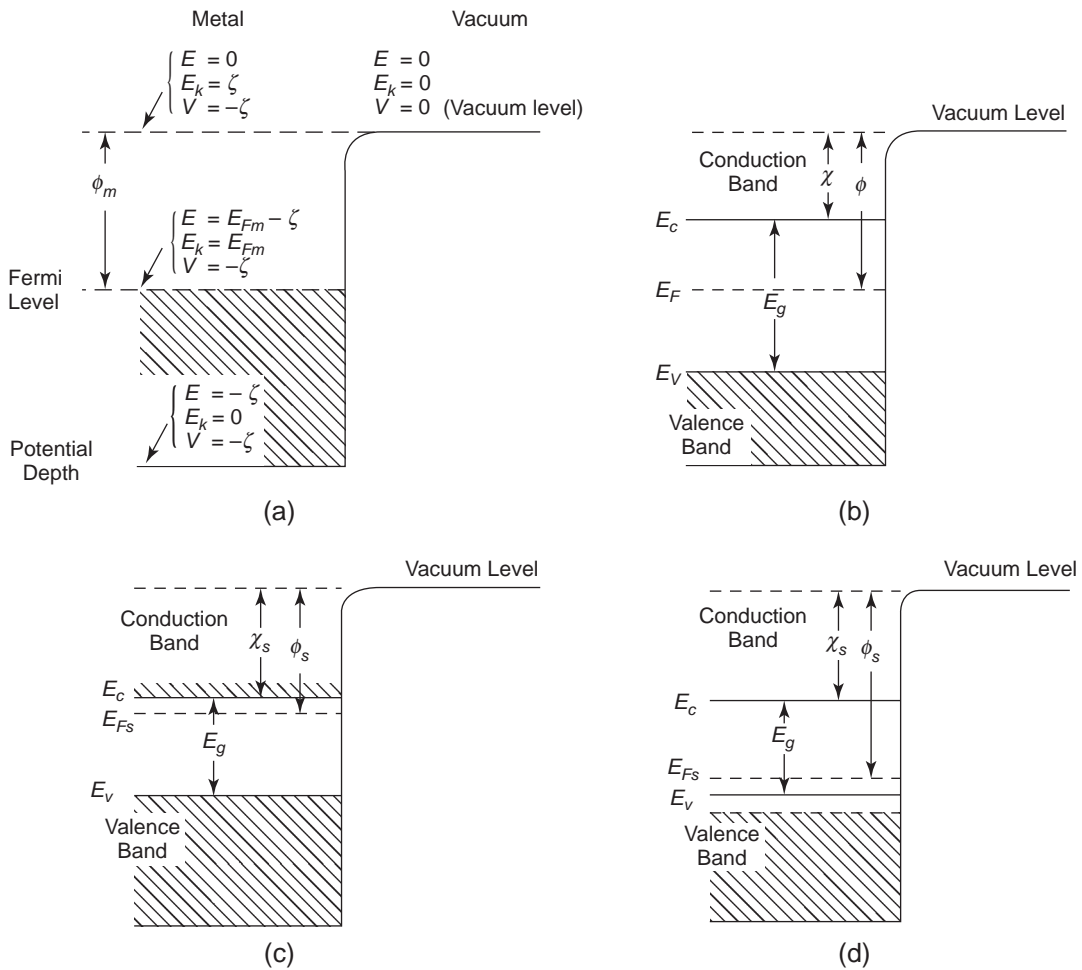 Metal
Vacuum
E = 0
E_k = ζ
V = −ζ
E = 0
E_k = 0
V = 0 (Vacuum level)
ϕ_m
E = E_Fm − ζ
E_k = E_Fm
V = −ζ
Fermi
Level
E = − ζ
E_k = 0
V = −ζ
Potential
Depth
(a)
Vacuum Level
Conduction
Band
χ
ϕ
E_c
E_F
E_g
E_V
Valence
Band
(b)
Vacuum Level
Conduction
Band
χ_s
ϕ_s
E_c
E_Fs
E_g
E_v
Valence
Band
(c)
Vacuum Level
Conduction
Band
χ_s
ϕ_s
E_c
E_g
E_Fs
E_v
Valence
Band
(d)